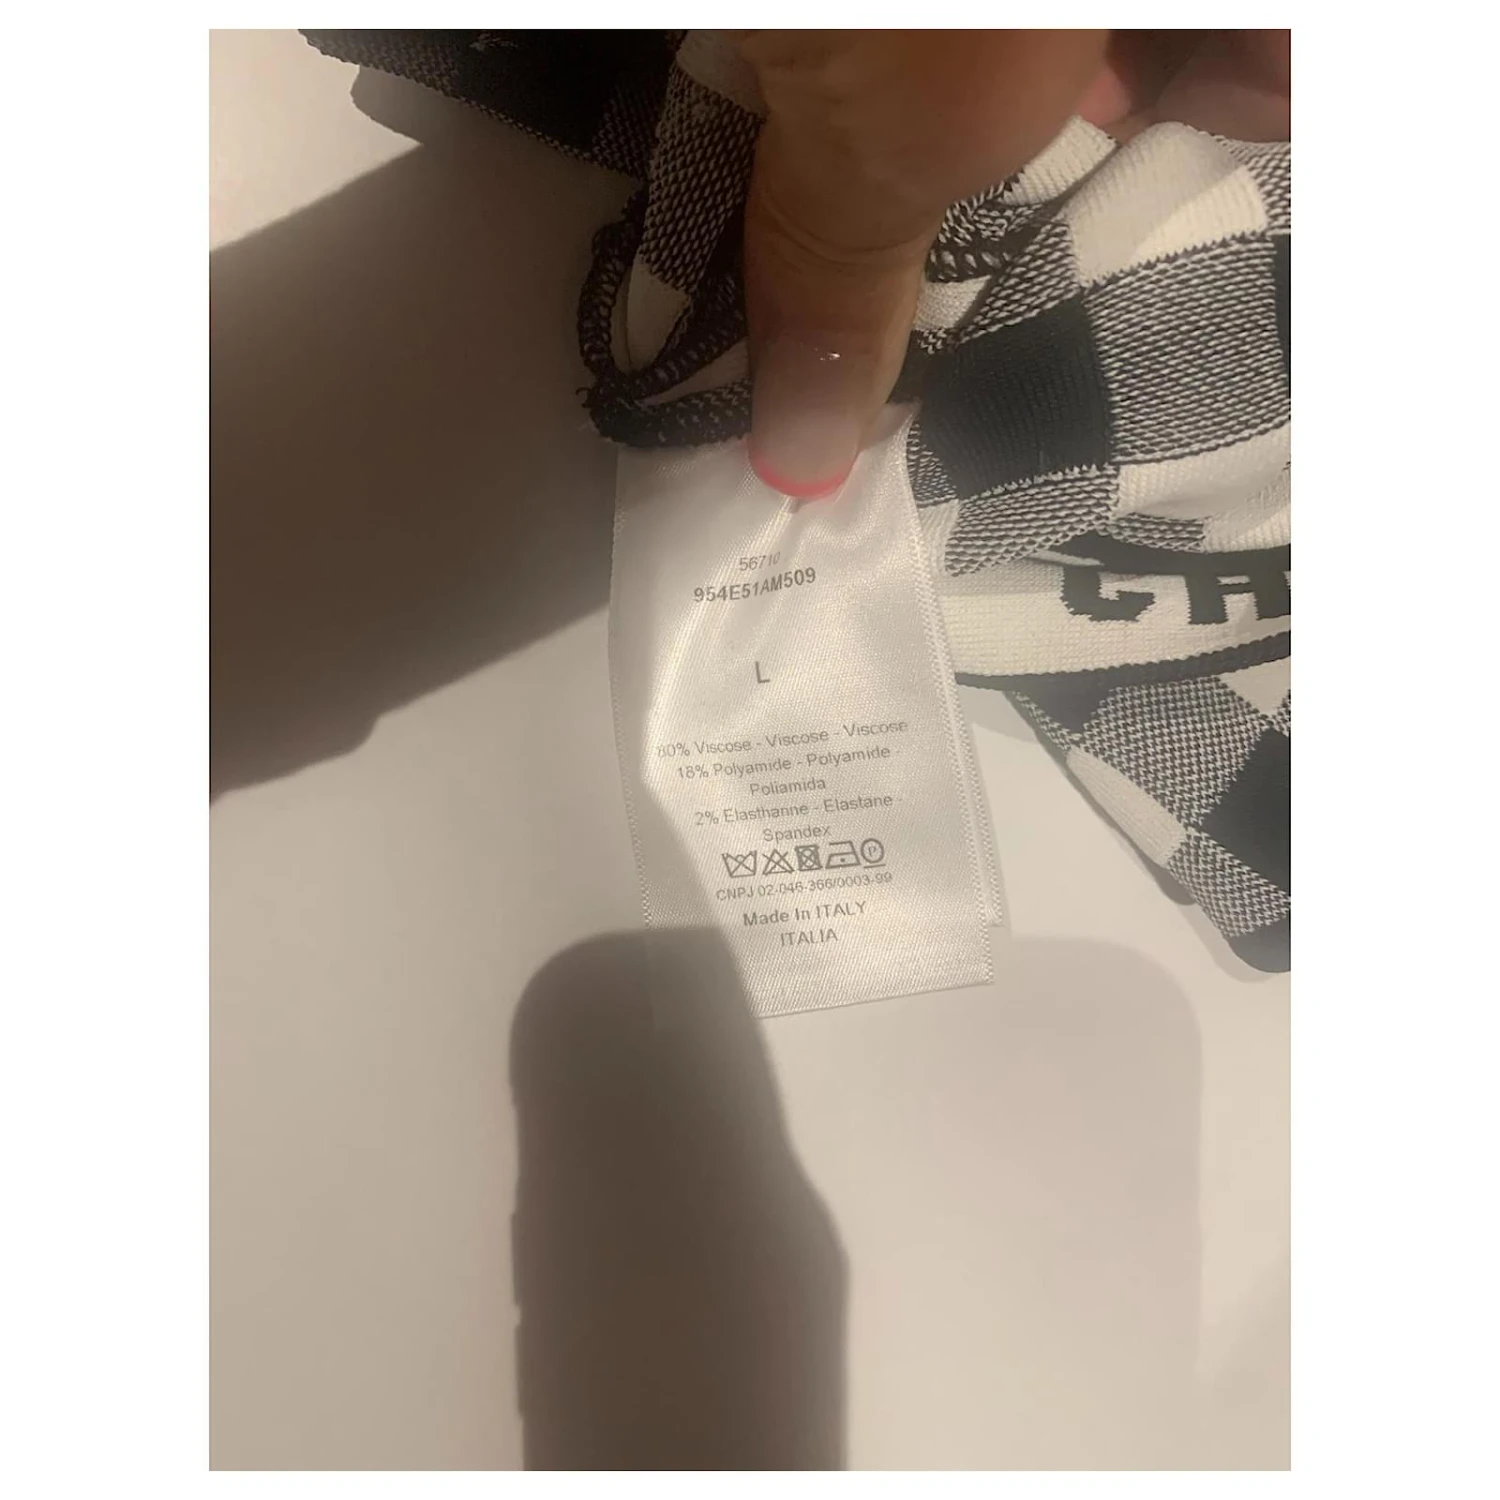 56710
954E51AM509
L
80% Viscose - Viscose - Viscose
18% Polyamide - Polyamide -
Poliamida
2% Elasthanne - Elastane -
Spandex
P
CNPJ 02-046-366/0003-99
Made In ITALY
ITALIA
CH